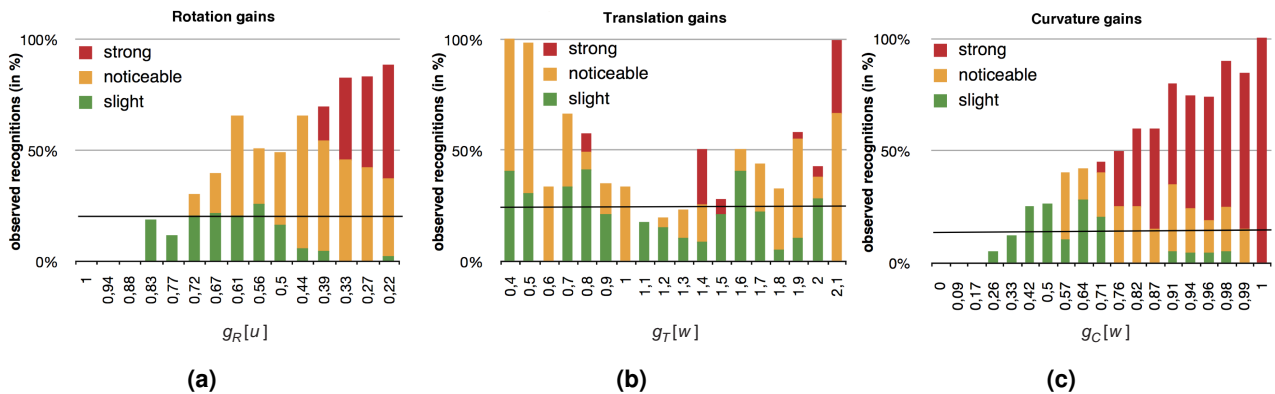 Rotation gains
observed recognitions (in %)
100%
50%
0%
strong
noticeable
slight
1 0,94 0,88 0,83 0,77 0,72 0,67 0,61 0,56 0,5 0,44 0,39 0,33 0,27 0,22
gR[u]
(a)
Translation gains
observed recognitions (in %)
100%
50%
0%
strong
noticeable
slight
0,4 0,5 0,6 0,7 0,8 0,9 1 1,1 1,2 1,3 1,4 1,5 1,6 1,7 1,8 1,9 2 2,1
gT[w]
(b)
Curvature gains
observed recognitions (in %)
100%
50%
0%
strong
noticeable
slight
0 0,09 0,17 0,26 0,33 0,42 0,5 0,57 0,64 0,71 0,76 0,82 0,87 0,91 0,94 0,96 0,98 0,99 1
gC[w]
(c)